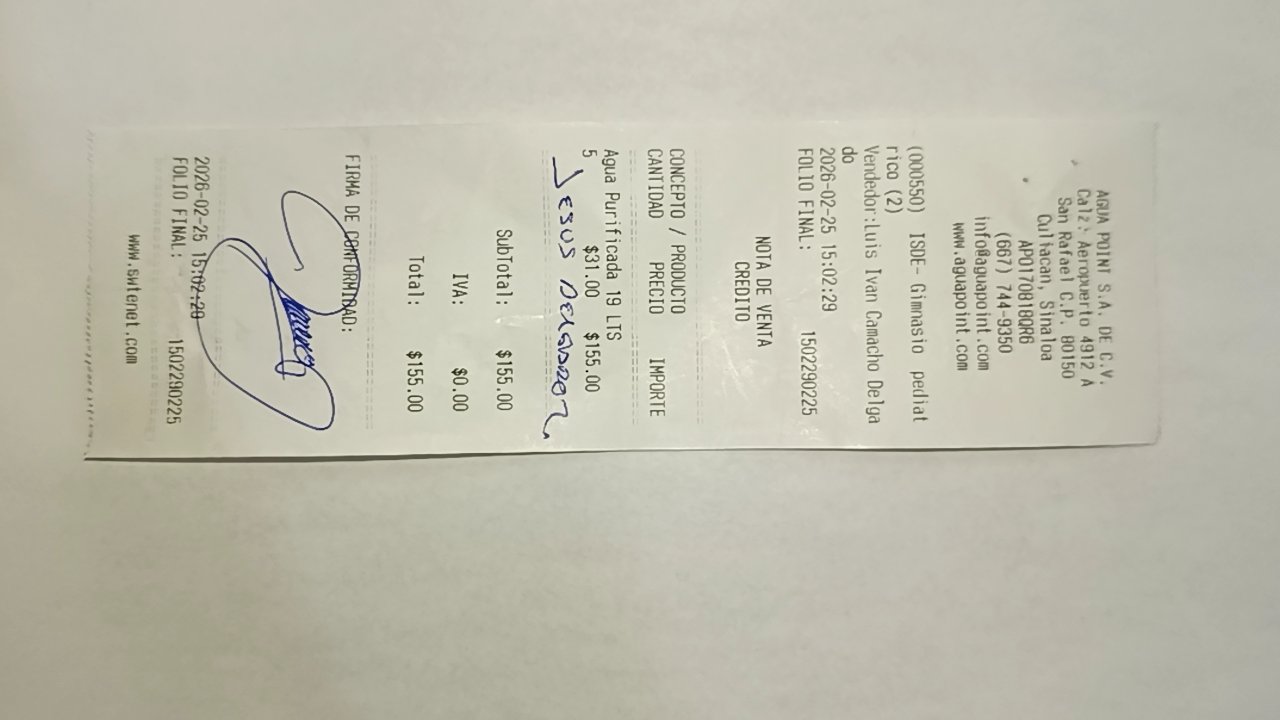 AGUA POINT S.A. DE C.V.
Calz. Aeropuerto 4912 A
San Rafael C.P. 80150
Culiacan, Sinaloa
APO170818QR6
(667) 744-9350
info@aguapoint.com
www.aguapoint.com
(000550) ISDE- Gimnasio pediat
rico (2)
Vendedor:Luis Ivan Camacho Delga
do
2026-02-25 15:02:29
FOLIO FINAL: 1502290225
NOTA DE VENTA
CREDITO
CONCEPTO / PRODUCTO
CANTIDAD PRECIO IMPORTE
Agua Purificada 19 LTS
5 $31.00 $155.00
Jesus
SubTotal: $155.00
IVA: $0.00
Total: $155.00
FIRMA DE CONFORMIDAD:
2026-02-25 15:02:29
FOLIO FINAL: 1502290225
www.swtenet.com